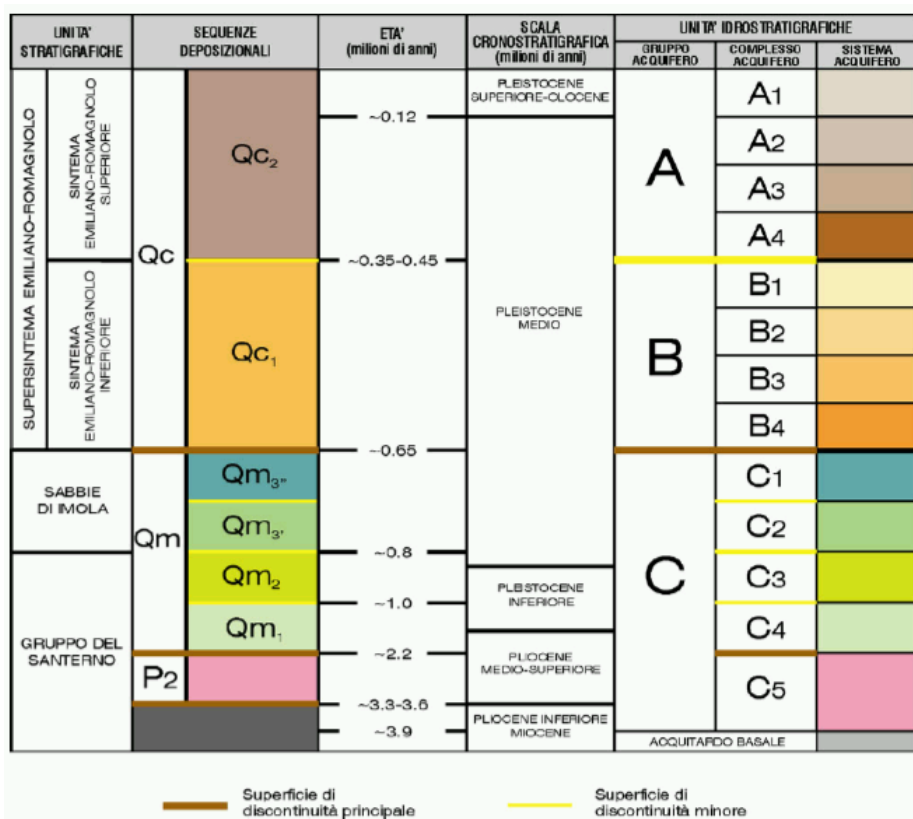 UNITA'
STRATIGRAFICHE
SEQUENZE
DEPOSIZIONALI
ETA'
(milioni di anni)
SCALA
CRONOSTRATIGRAFICA
(milioni di anni)
UNITA' IDROSTRATIGRAFICHE
GRUPPO
ACQUIFERO
COMPLESSO
ACQUIFERO
SISTEMA
ACQUIFERO
SUPERSINTEMA EMILIANO-ROMAGNOLO
SINTEMA
EMILIANO-ROMAGNOLO
SUPERIORE
SINTEMA
EMILIANO-ROMAGNOLO
INFERIORE
SABBIE
DI IMOLA
GRUPPO DEL
SANTERNO
Qc
Qm
P2
Qc2
Qc1
Qm3"
Qm3'
Qm2
Qm1
~0.12
~0.35-0.45
~0.65
~0.8
~1.0
~2.2
~3.3-3.6
~3.9
PLEISTOCENE
SUPERIORE-OLOCENE
PLEISTOCENE
MEDIO
PLEISTOCENE
INFERIORE
PLIOCENE
MEDIO-SUPERIORE
PLIOCENE INFERIORE
MIOCENE
A
B
C
A1
A2
A3
A4
B1
B2
B3
B4
C1
C2
C3
C4
C5
ACQUITARDO BASALE
Superficie di
discontinuità principale
Superficie di
discontinuità minore